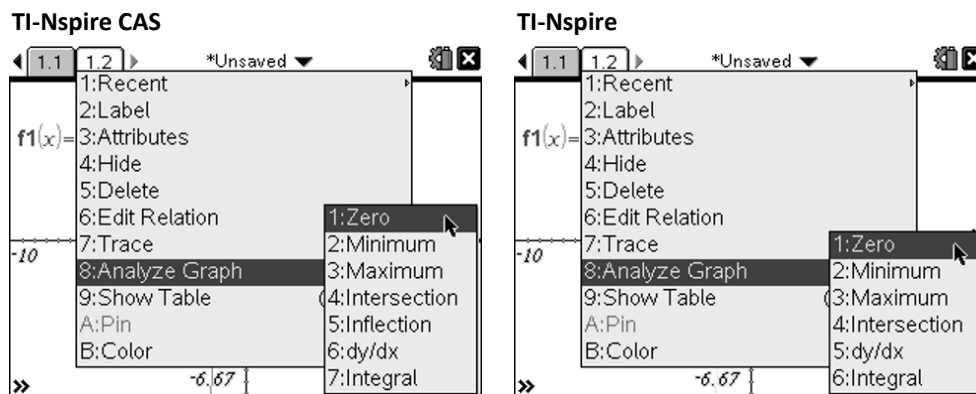 TI-Nspire CAS
1.1 1.2 *Unsaved
1:Recent
2:Label
f1(x)= 3:Attributes
4:Hide
5:Delete
6:Edit Relation
7:Trace
-10
8:Analyze Graph
9:Show Table
A:Pin
B:Color
1:Zero
2:Minimum
3:Maximum
4:Intersection
5:Inflection
6:dy/dx
7:Integral
-6.67
TI-Nspire
1.1 1.2 *Unsaved
1:Recent
2:Label
f1(x)= 3:Attributes
4:Hide
5:Delete
6:Edit Relation
7:Trace
-10
8:Analyze Graph
9:Show Table
A:Pin
B:Color
1:Zero
2:Minimum
3:Maximum
4:Intersection
5:dy/dx
6:Integral
-6.67